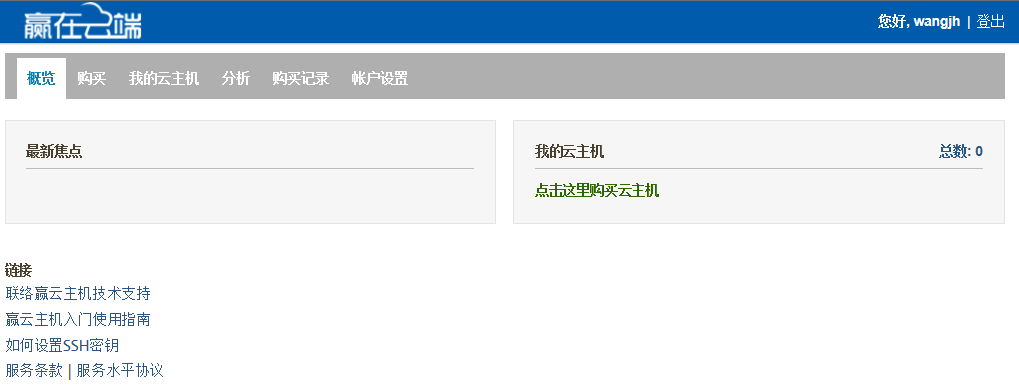 赢在云端
您好, wangjh | 登出
概览 购买 我的云主机 分析 购买记录 帐户设置
最新焦点
我的云主机 总数: 0
点击这里购买云主机
链接
联络赢云主机技术支持
赢云主机入门使用指南
如何设置SSH密钥
服务条款 | 服务水平协议